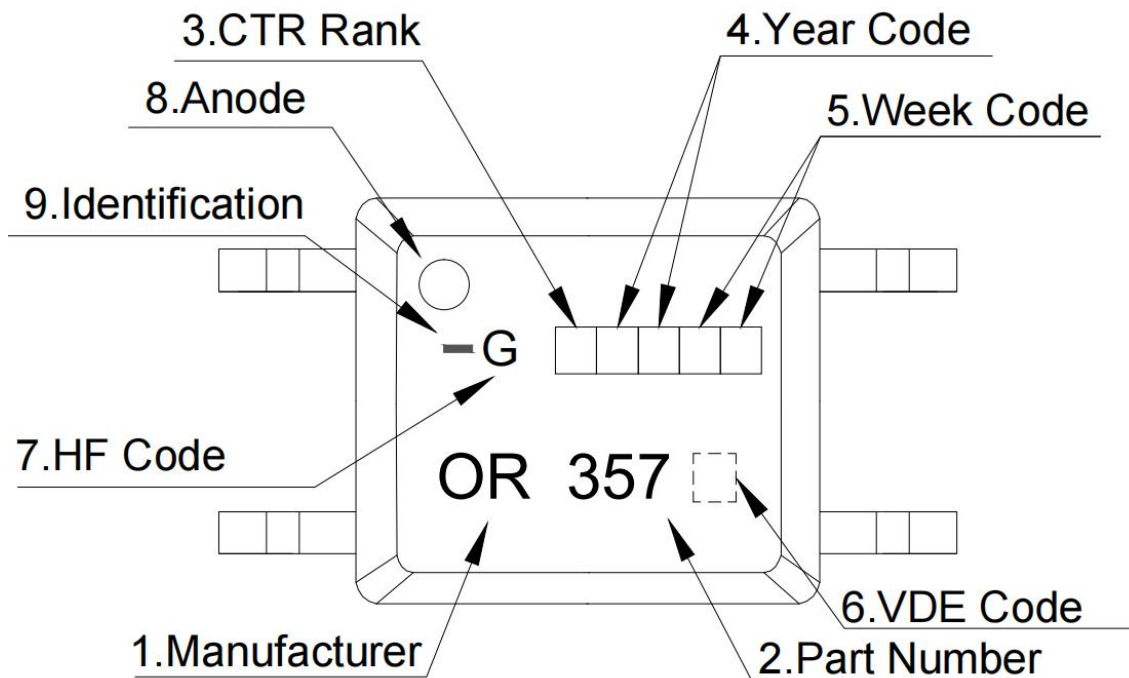 3.CTR Rank
4.Year Code
8.Anode
5.Week Code
9.Identification
G
7.HF Code
OR 357
6.VDE Code
1.Manufacturer
2.Part Number